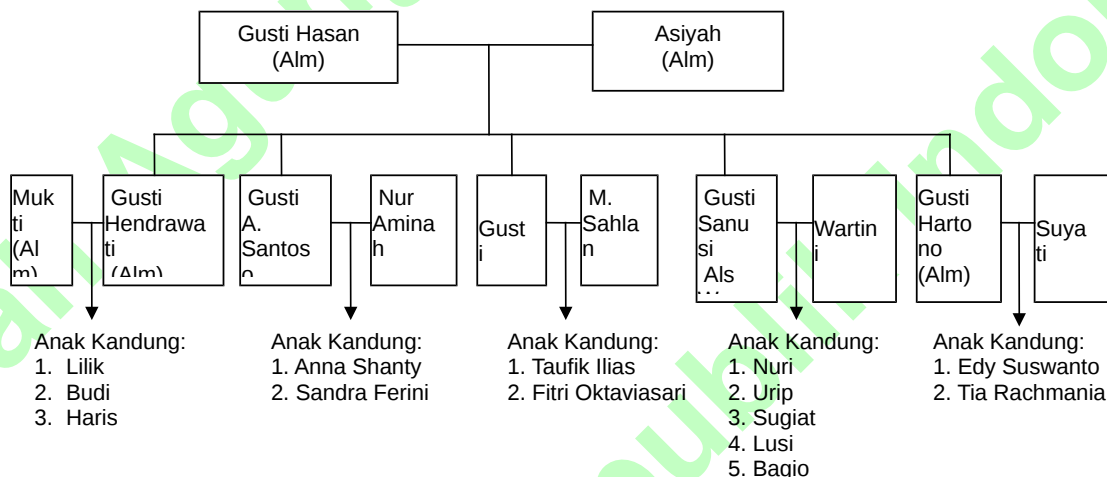 Gusti Hasan
(Alm)
Asiyah
(Alm)
Muk
ti
(Al
m)
Gusti
Hendrawa
ti
(Alm)
Gusti
A.
Santos
o
Nur
Amina
h
Gust
i
M.
Sahla
n
Gusti
Sanu
si
Als
Wartin
i
Gusti
Harto
no
(Alm)
Suya
ti
Anak Kandung:
1. Lilik
2. Budi
3. Haris
Anak Kandung:
1. Anna Shanty
2. Sandra Ferini
Anak Kandung:
1. Taufik Ilias
2. Fitri Oktaviasari
Anak Kandung:
1. Nuri
2. Urip
3. Sugiat
4. Lusi
5. Bagio
Anak Kandung:
1. Edy Suswanto
2. Tia Rachmania